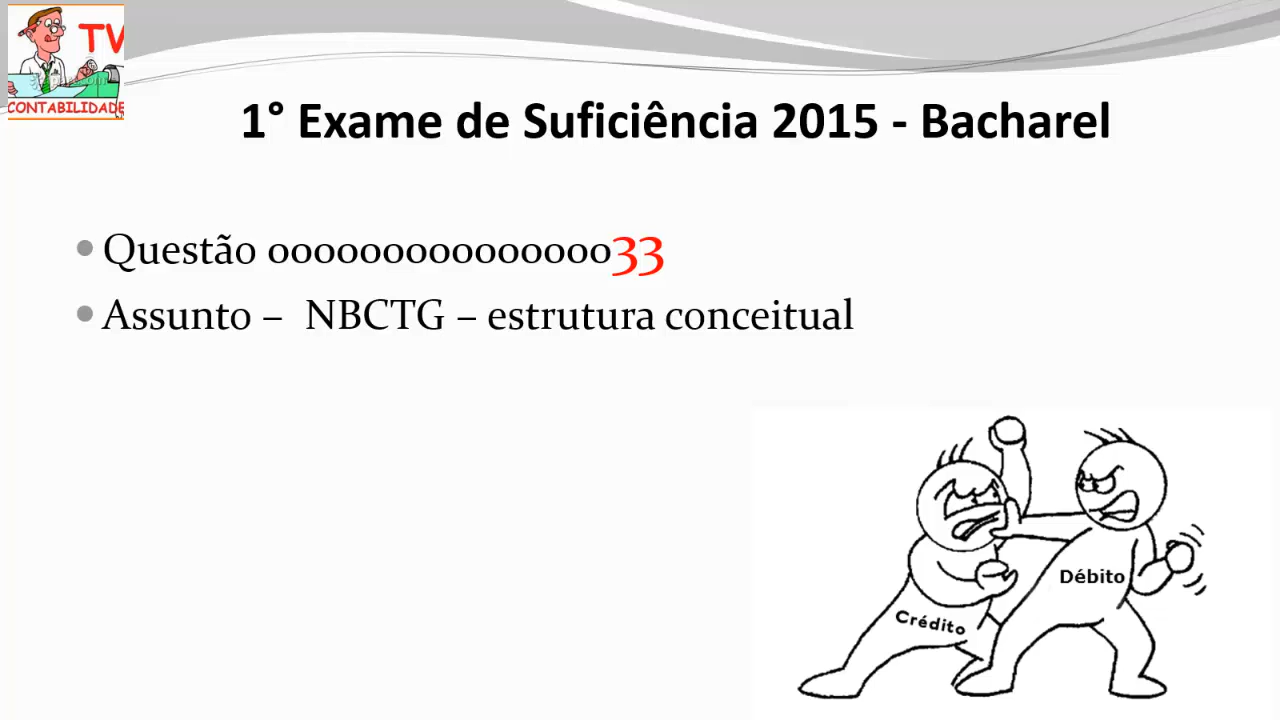 TV
CONTABILIDADE
1° Exame de Suficiência 2015 - Bacharel
• Questão ooooooooooooooo33
• Assunto – NBCTG – estrutura conceitual
Débito
Crédito